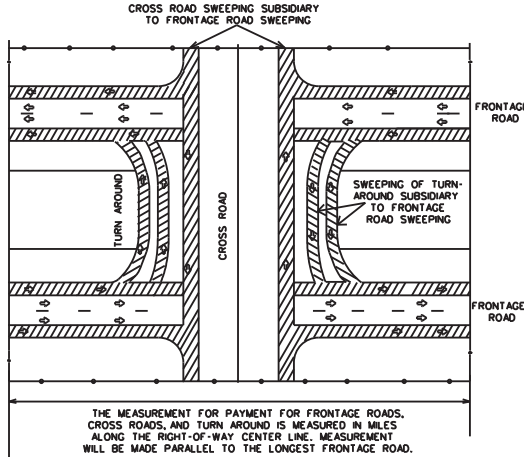 CROSS ROAD SWEEPING SUBSIDIARY
TO FRONTAGE ROAD SWEEPING
FRONTAGE
ROAD
TURN AROUND
CROSS ROAD
SWEEPING OF TURN-
AROUND SUBSIDIARY
TO FRONTAGE
ROAD SWEEPING
FRONTAGE
ROAD
THE MEASUREMENT FOR PAYMENT FOR FRONTAGE ROADS,
CROSS ROADS, AND TURN AROUND IS MEASURED IN MILES
ALONG THE RIGHT-OF-WAY CENTER LINE. MEASUREMENT
WILL BE MADE PARALLEL TO THE LONGEST FRONTAGE ROAD.